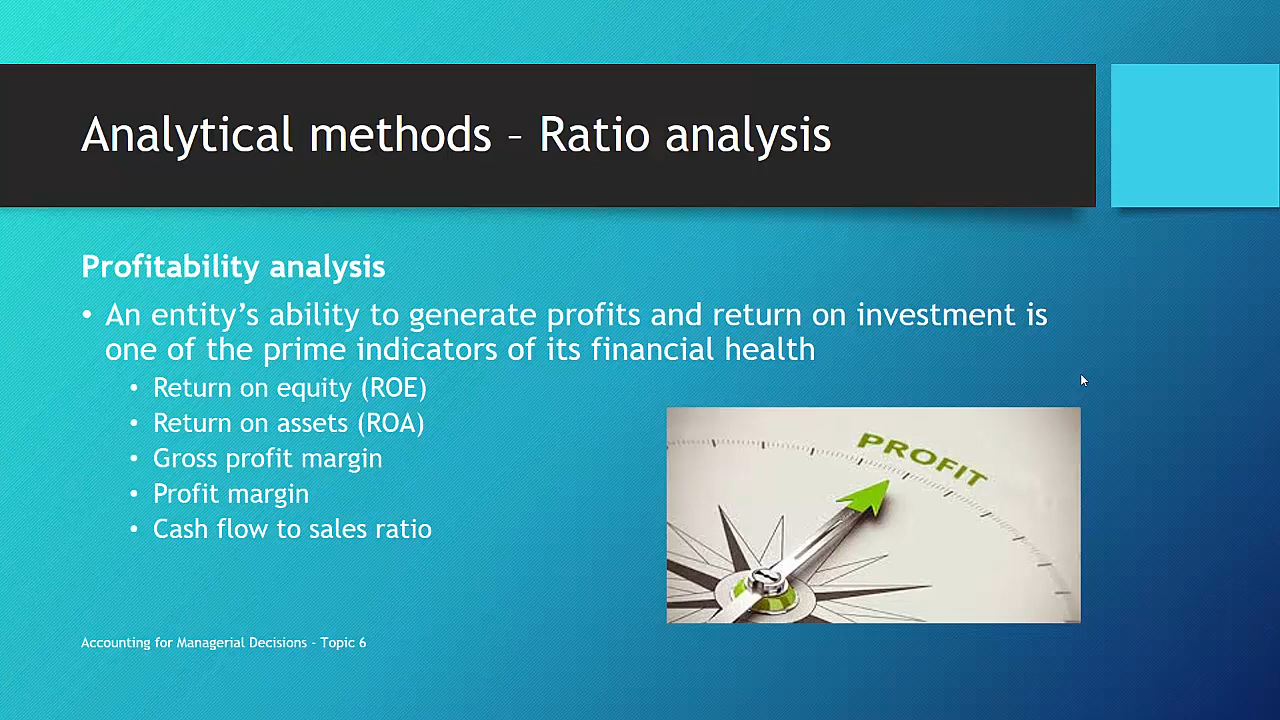 Analytical methods – Ratio analysis
Profitability analysis
• An entity’s ability to generate profits and return on investment is
one of the prime indicators of its financial health
• Return on equity (ROE)
• Return on assets (ROA)
• Gross profit margin
• Profit margin
• Cash flow to sales ratio
PROFIT
Accounting for Managerial Decisions - Topic 6